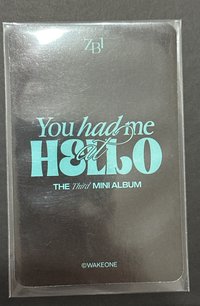 ZB1
You had me
at
HELLO
THE Third MINI ALBUM
©WAKEONE